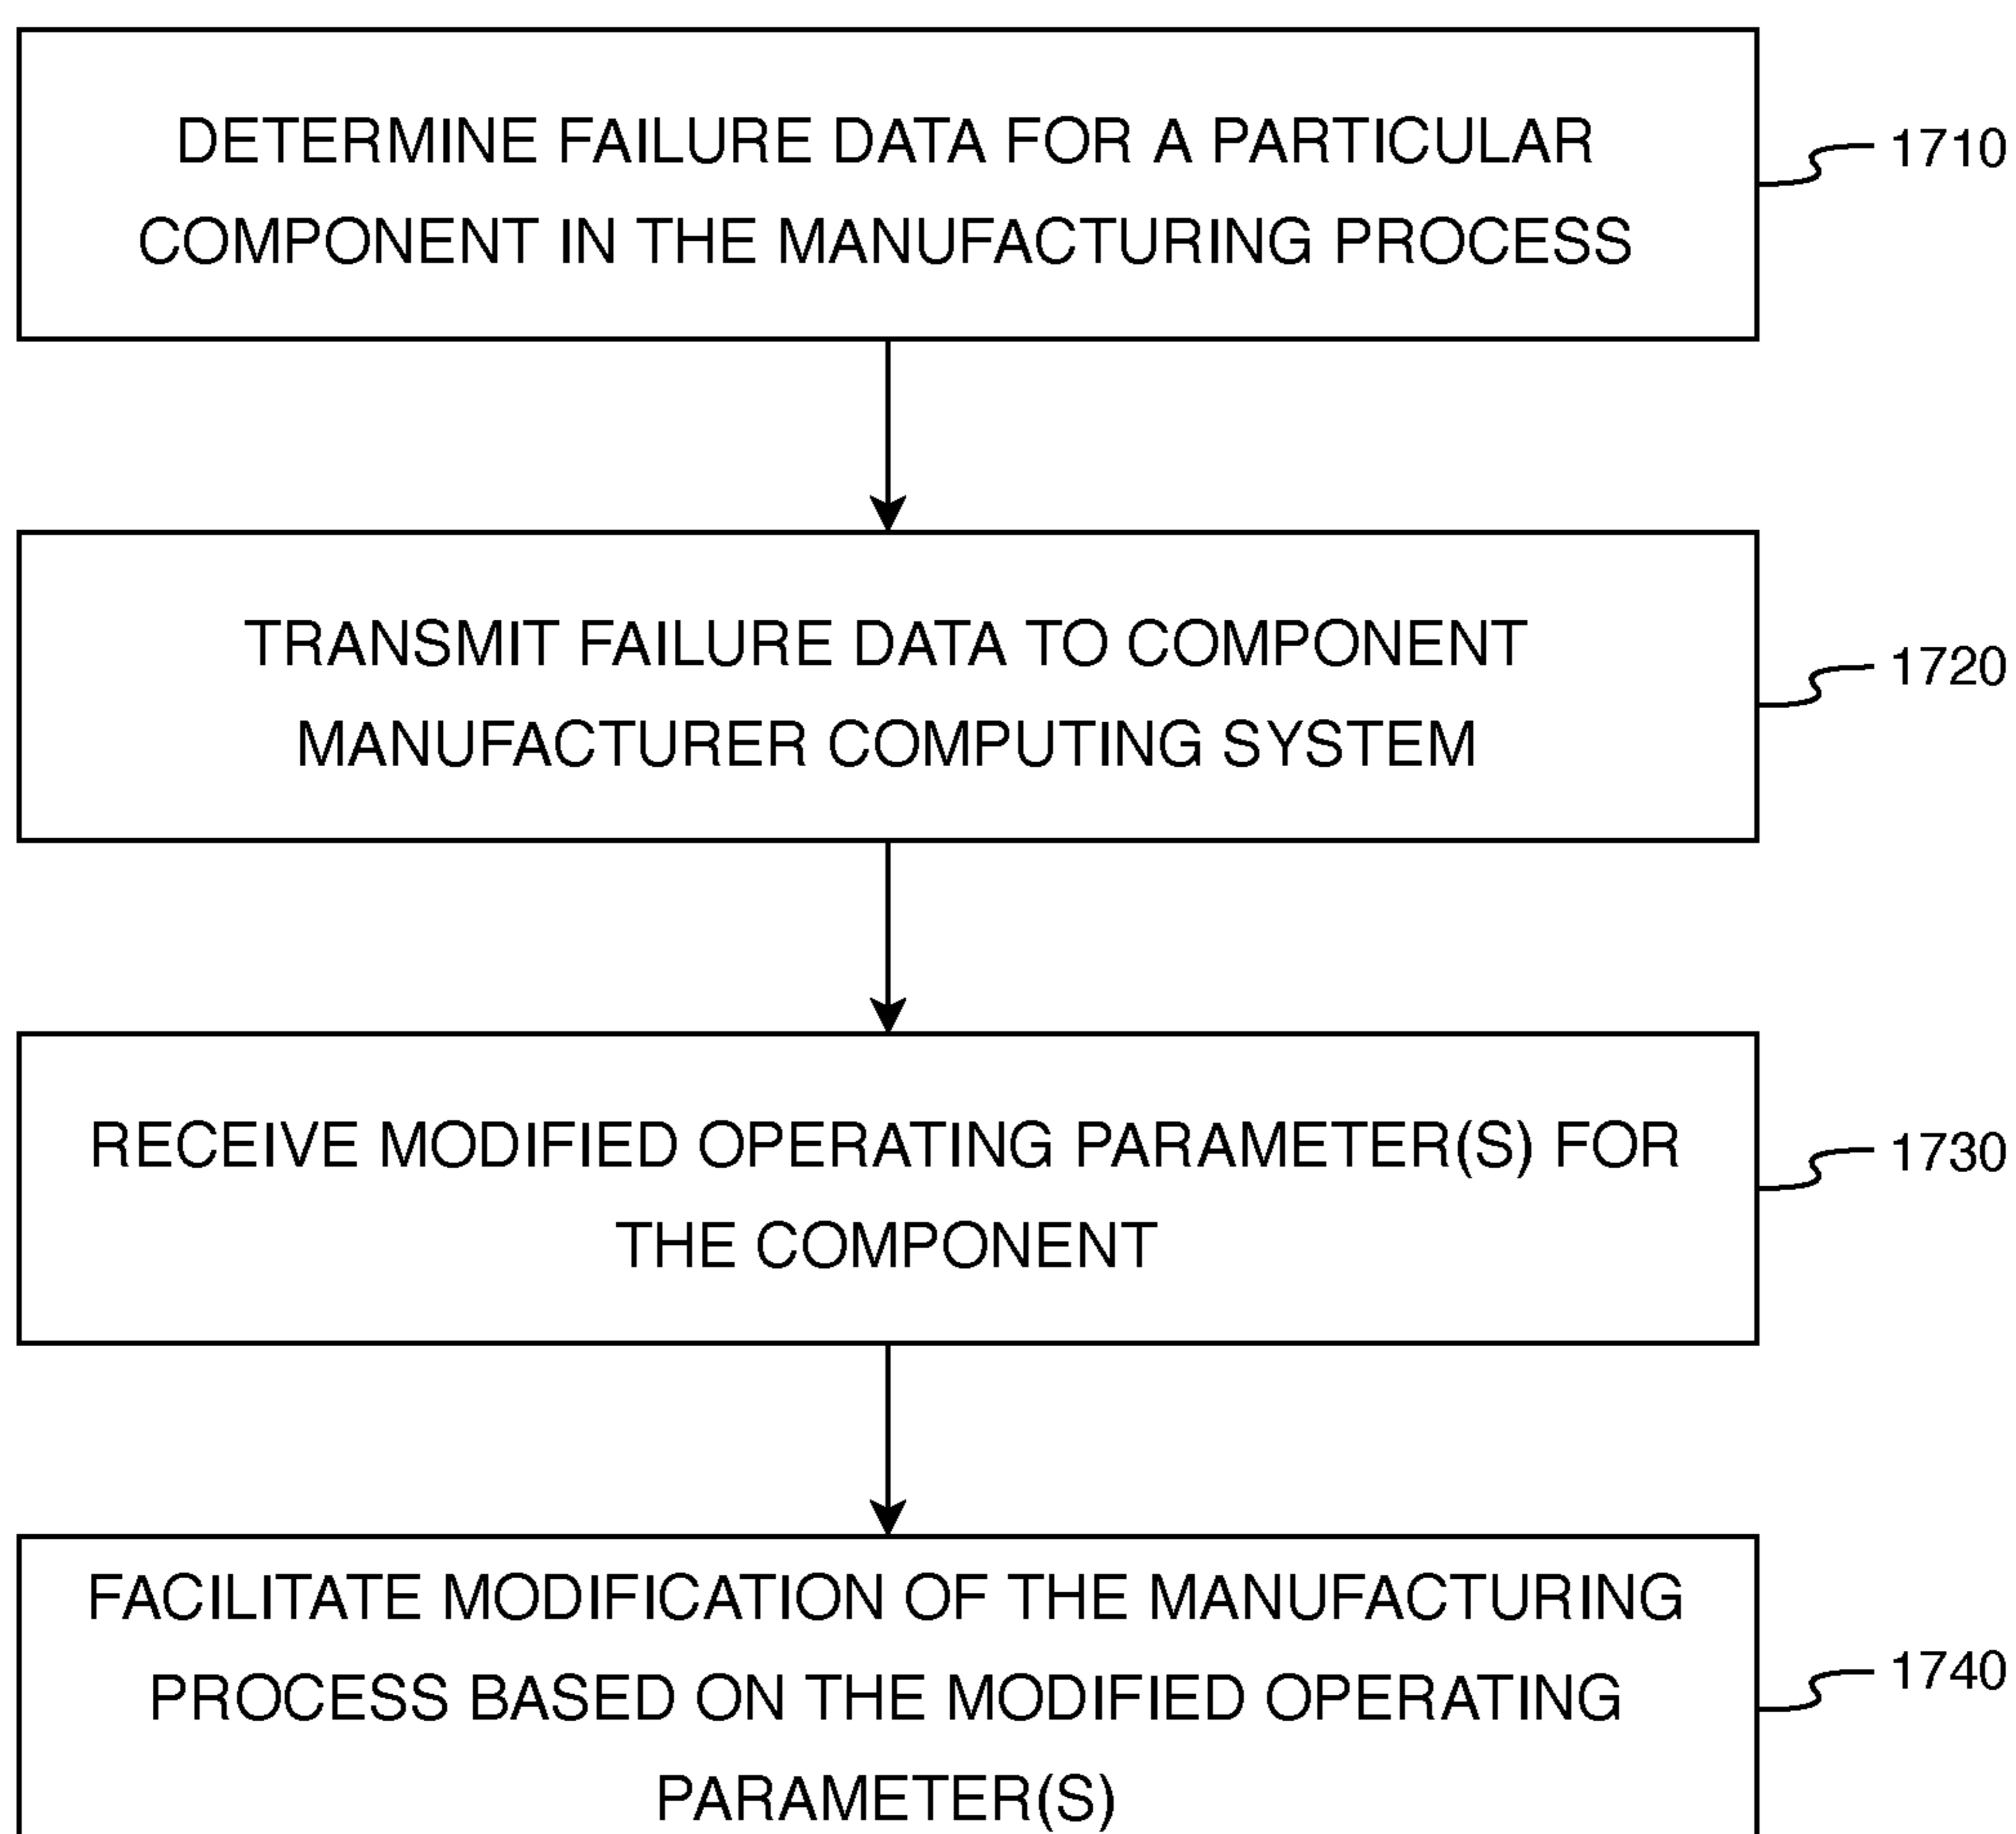 DETERMINE FAILURE DATA FOR A PARTICULAR
COMPONENT IN THE MANUFACTURING PROCESS
1710
TRANSMIT FAILURE DATA TO COMPONENT
MANUFACTURER COMPUTING SYSTEM
1720
RECEIVE MODIFIED OPERATING PARAMETER(S) FOR
THE COMPONENT
1730
FACILITATE MODIFICATION OF THE MANUFACTURING
PROCESS BASED ON THE MODIFIED OPERATING
PARAMETER(S)
1740